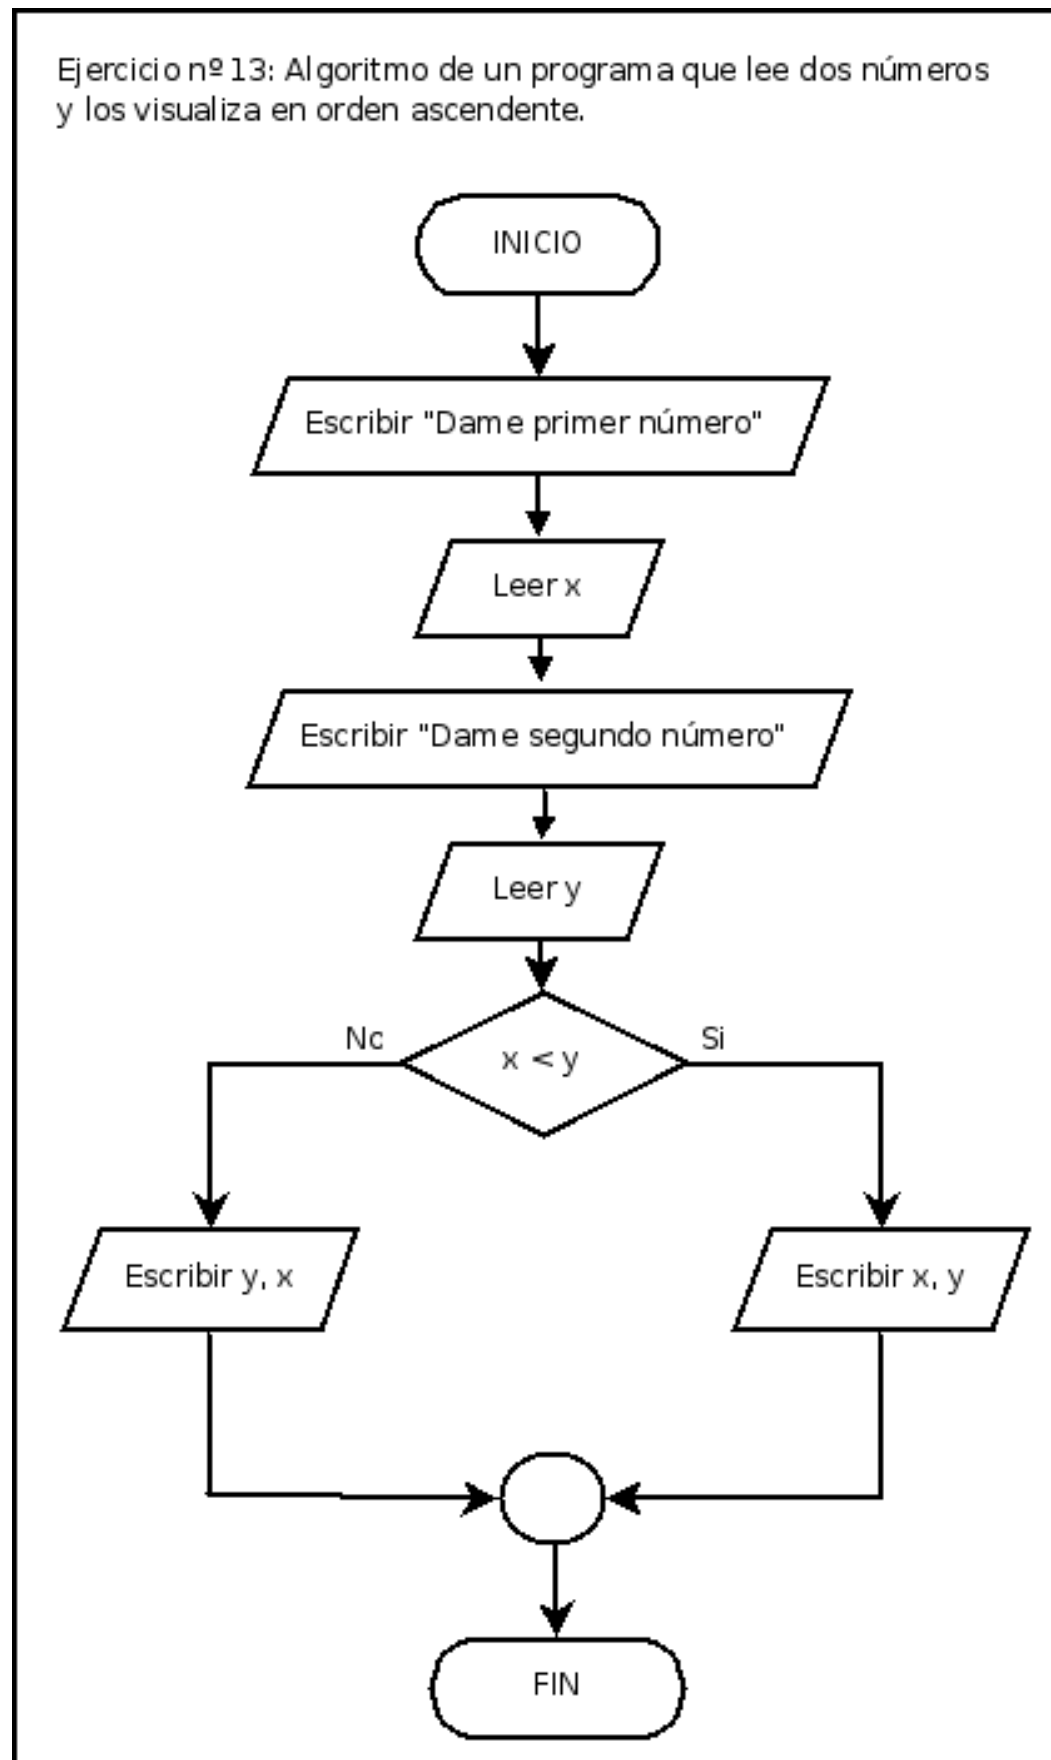 Ejercicio nº 13: Algoritmo de un programa que lee dos números
y los visualiza en orden ascendente.
INICIO
Escribir "Dame primer número"
Leer x
Escribir "Dame segundo número"
Leer y
No
Si
x < y
Escribir y, x
Escribir x, y
FIN